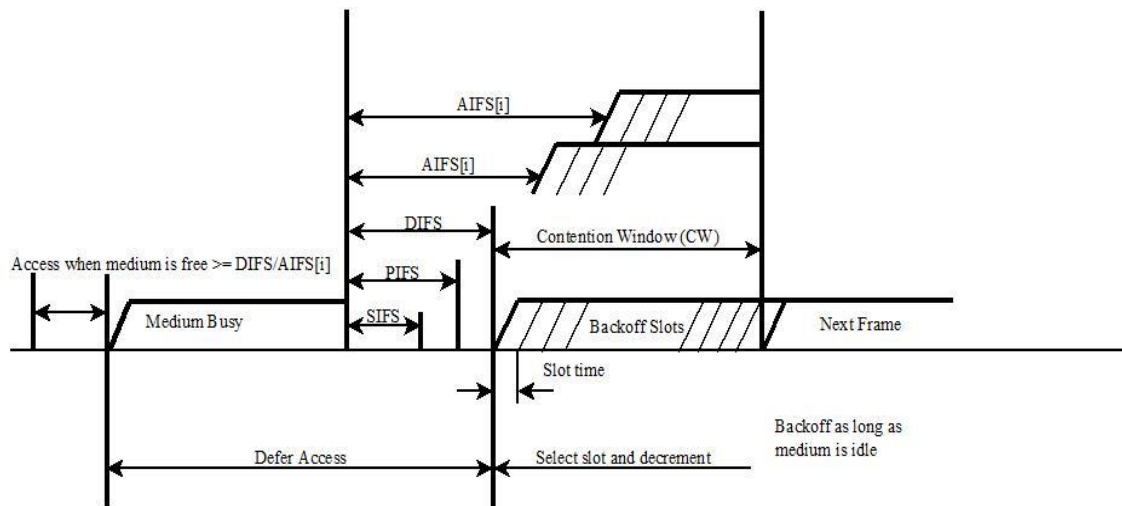 AIFS[i]
AIFS[i]
DIFS
Contention Window (CW)
Access when medium is free >= DIFS/AIFS[i]
PIFS
Medium Busy
SIFS
Backoff Slots
Next Frame
Slot time
Backoff as long as
medium is idle
Defer Access
Select slot and decrement